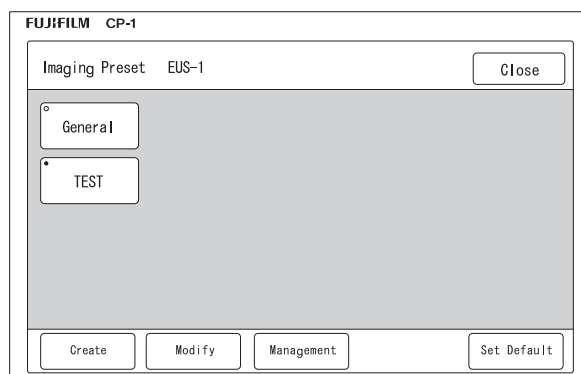 FUJIFILM CP-1
Imaging Preset EUS-1
Close
General
TEST
Create Modify Management Set Default